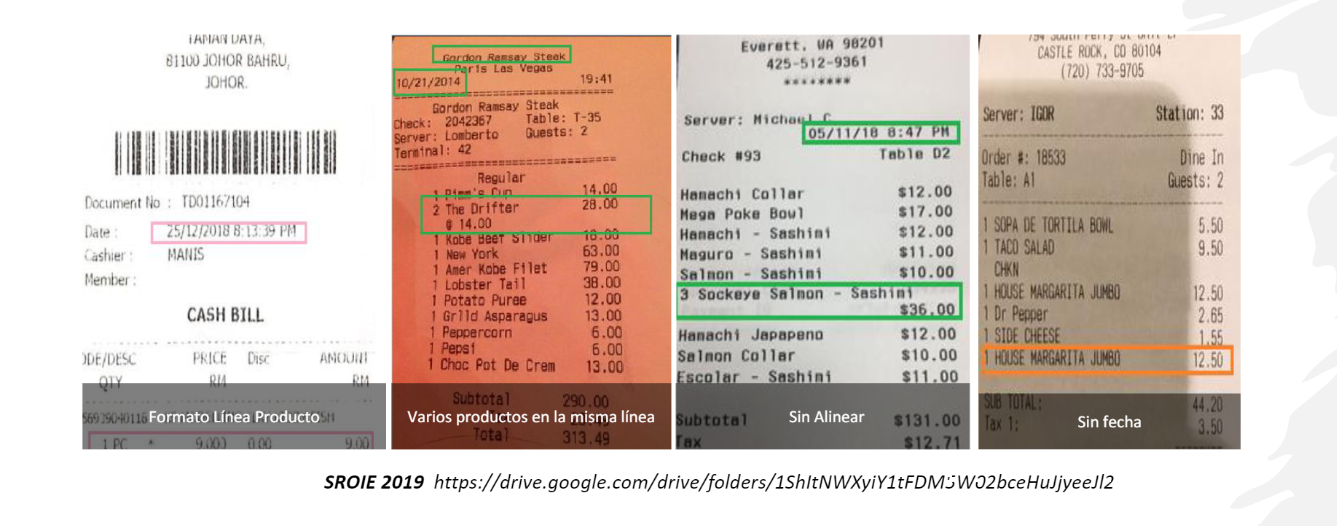 TAMAN DAYA,
81100 JOHOR BAHRU,
JOHOR.
Document No : TD01167104
Date : 25/12/2018 8:13:39 PM
Cashier : MANIS
Member :
CASH BILL
CODE/DESC PRICE Disc AMOUNT
QTY RM RM
Formato Línea Producto
1 PC * 9.00 0.00 9.00
Gordon Ramsay Steak
Paris Las Vegas
10/21/2014 19:41
Gordon Ramsay Steak
Check: 2042367 Table: T-35
Server: Lomberto Guests: 2
Terminal: 42
Regular
1 Pimm's Cup 14.00
2 The Drifter 28.00
@ 14.00
1 Kobe Beef Slider 18.00
1 New York 63.00
1 Amer Kobe Filet 79.00
1 Lobster Tail 38.00
1 Potato Puree 12.00
1 Grlld Asparagus 13.00
1 Peppercorn 6.00
1 Pepsi 6.00
1 Choc Pot De Crem 13.00
Subtotal 290.00
Varios productos en la misma línea
Total 313.49
Everett, WA 98201
425-512-9361
********
Server: Michael C
05/11/18 8:47 PM
Check #93 Table D2
Hamachi Collar $12.00
Mega Poke Bowl $17.00
Hamachi - Sashimi $12.00
Maguro - Sashimi $11.00
Salmon - Sashimi $10.00
3 Sockeye Salmon - Sashimi
$36.00
Hamachi Japapeno $12.00
Salmon Collar $10.00
Escolar - Sashimi $11.00
Sin Alinear
Subtotal $131.00
Tax $12.71
CASTLE ROCK, CO 80104
(720) 733-9705
Server: IGOR Station: 33
Order #: 18533 Dine In
Table: A1 Guests: 2
1 SOPA DE TORTILA BOWL 5.50
1 TACO SALAD 9.50
CHKN
1 HOUSE MARGARITA JUMBO 12.50
1 Dr Pepper 2.65
1 SIDE CHEESE 1.55
1 HOUSE MARGARITA JUMBO 12.50
SUB TOTAL: 44.20
Sin fecha
Tax 1: 3.50
SROIE 2019 https://drive.google.com/drive/folders/1ShItNWXyiY1tFDM5W02bceHuJjyeeJl2